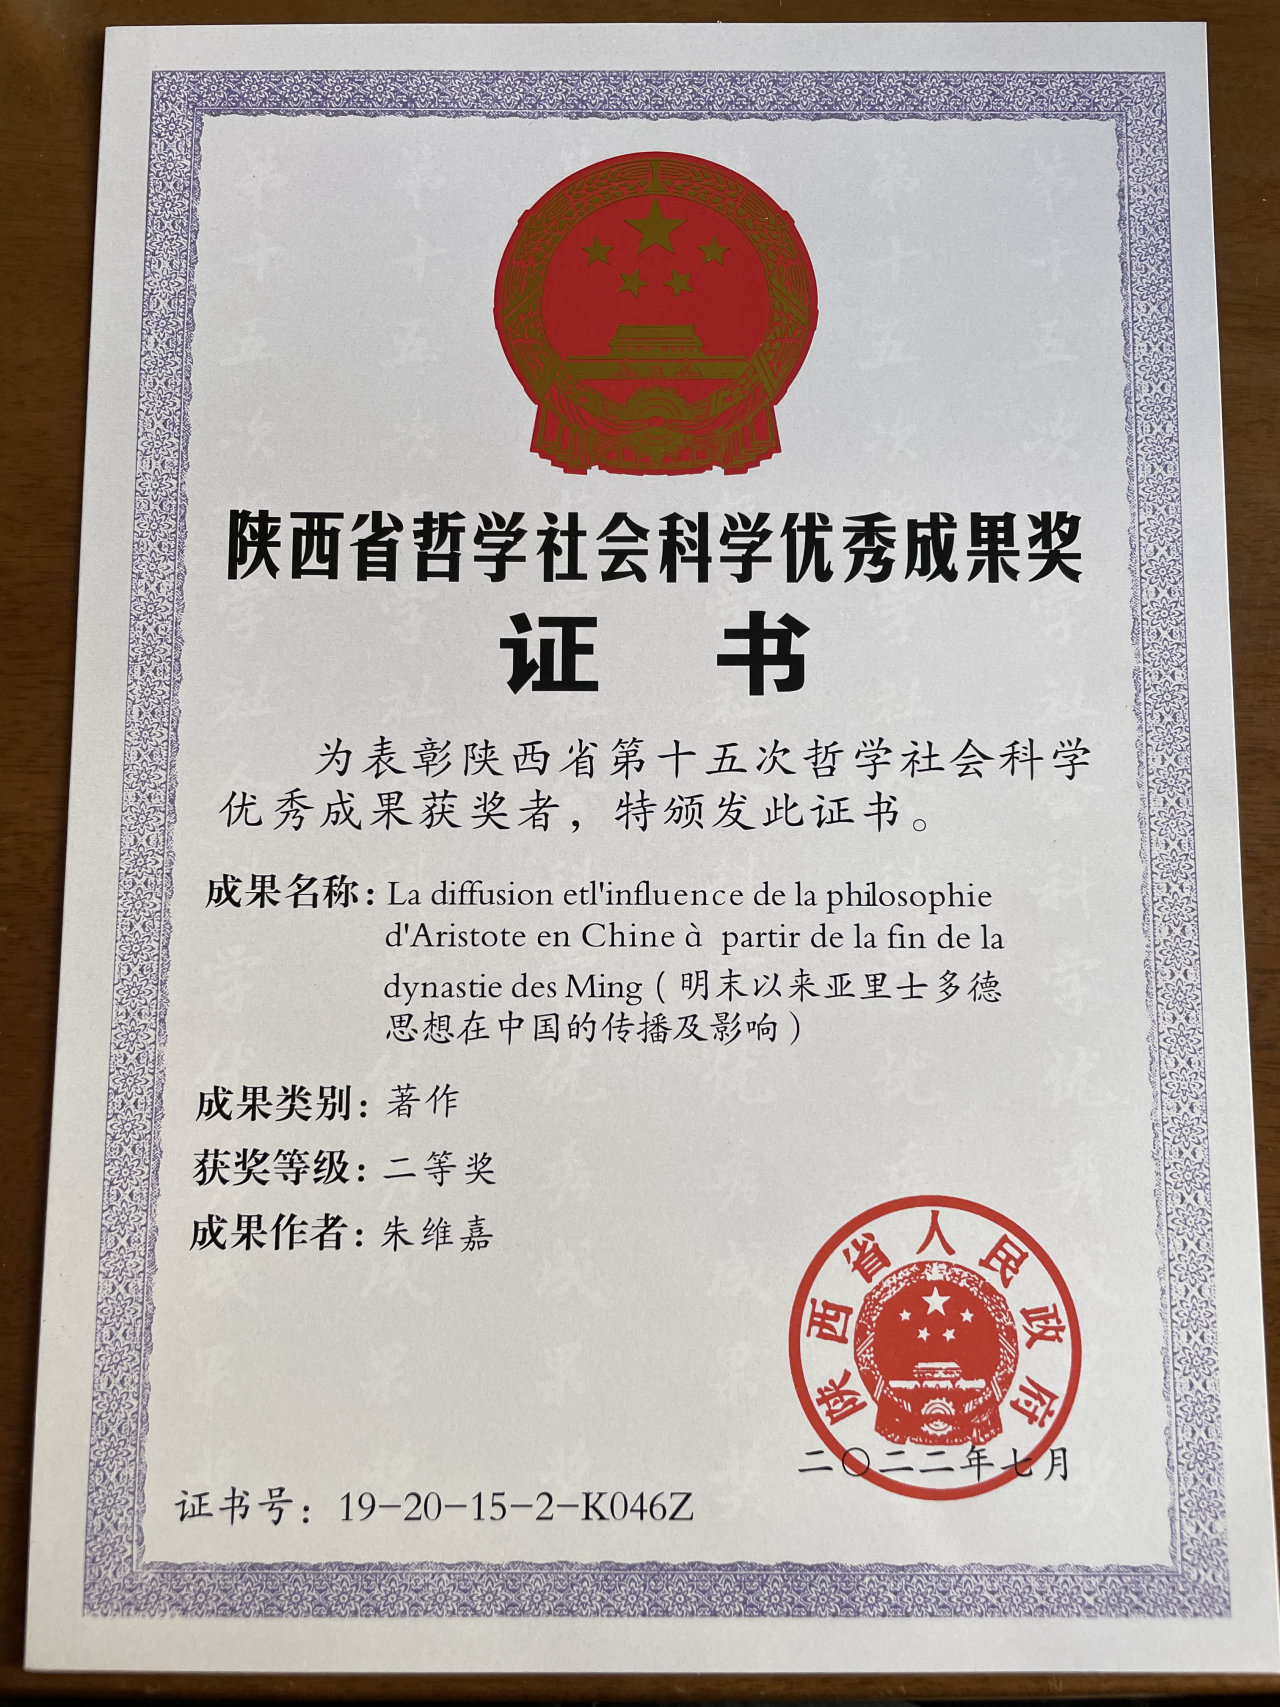 陕西省哲学社会科学优秀成果奖
证 书
为表彰陕西省第十五次哲学社会科学
优秀成果获奖者，特颁发此证书。
成果名称：La diffusion etl'influence de la philosophie
d'Aristote en Chine à partir de la fin de la
dynastie des Ming（明末以来亚里士多德
思想在中国的传播及影响）
成果类别：著作
获奖等级：二等奖
成果作者：朱维嘉
陕西省人民政府
二〇二二年七月
证书号：19-20-15-2-K046Z